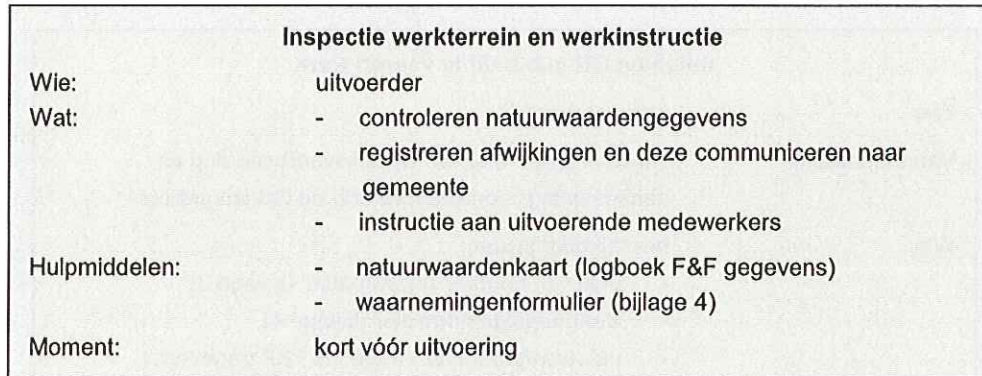 Inspectie werkterrein en werkinstructie
Wie: uitvoerder
Wat: - controleren natuurwaardengegevens
- registreren afwijkingen en deze communiceren naar
gemeente
- instructie aan uitvoerende medewerkers
Hulpmiddelen: - natuurwaardenkaart (logboek F&F gegevens)
- waarnemingenformulier (bijlage 4)
Moment: kort vóór uitvoering